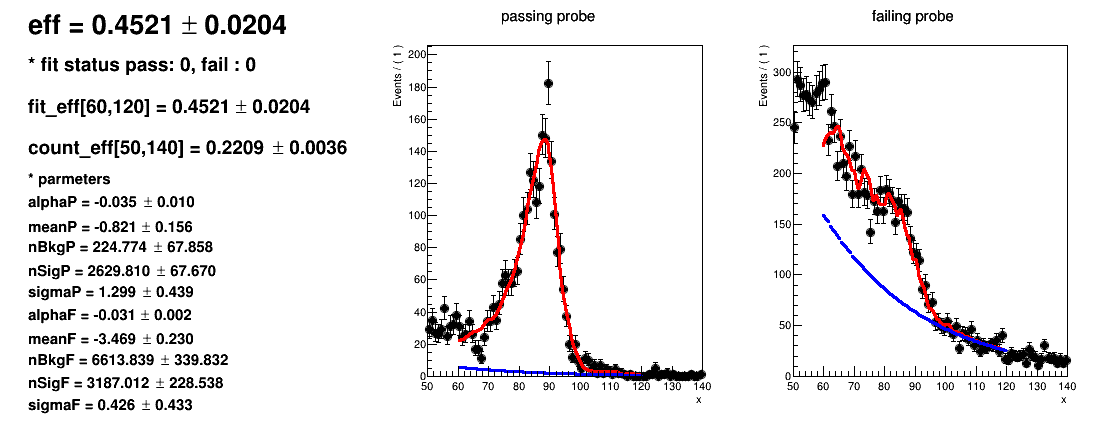 eff = 0.4521 ± 0.0204
* fit status pass: 0, fail : 0
fit_eff[60,120] = 0.4521 ± 0.0204
count_eff[50,140] = 0.2209 ± 0.0036
* parmeters
alphaP = -0.035 ± 0.010
meanP = -0.821 ± 0.156
nBkgP = 224.774 ± 67.858
nSigP = 2629.810 ± 67.670
sigmaP = 1.299 ± 0.439
alphaF = -0.031 ± 0.002
meanF = -3.469 ± 0.230
nBkgF = 6613.839 ± 339.832
nSigF = 3187.012 ± 228.538
sigmaF = 0.426 ± 0.433
passing probe
Events / ( 1 )
200
180
160
140
120
100
80
60
40
20
0
50 60 70 80 90 100 110 120 130 140
x
failing probe
Events / ( 1 )
300
250
200
150
100
50
0
50 60 70 80 90 100 110 120 130 140
x